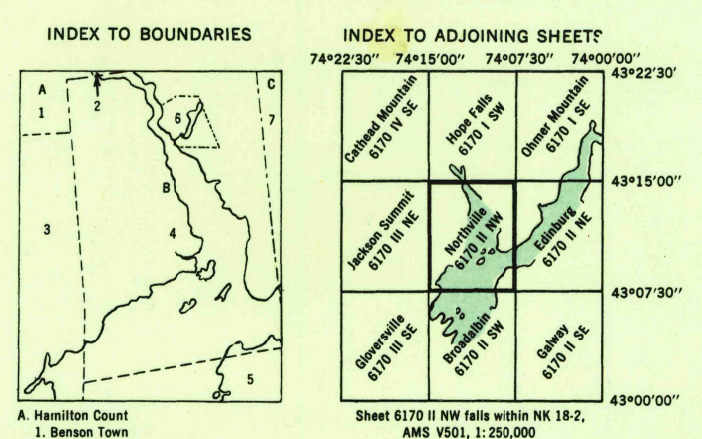 INDEX TO BOUNDARIES
A
1
2
3
B
4
5
6
C
7
A. Hamilton Count
1. Benson Town
INDEX TO ADJOINING SHEETS
74°22'30" 74°15'00" 74°07'30" 74°00'00"
43°22'30'
43°15'00"
43°07'30"
43°00'00"
Cathead Mountain
6170 IV SE
Hope Falls
6170 I SW
Ohmer Mountain
6170 I SE
Jackson Summit
6170 III NE
Northville
6170 II NW
Edinburg
6170 II NE
Gloversville
6170 III SE
Broadalbin
6170 II SW
Galway
6170 II SE
Sheet 6170 II NW falls within NK 18-2,
AMS V501, 1:250,000